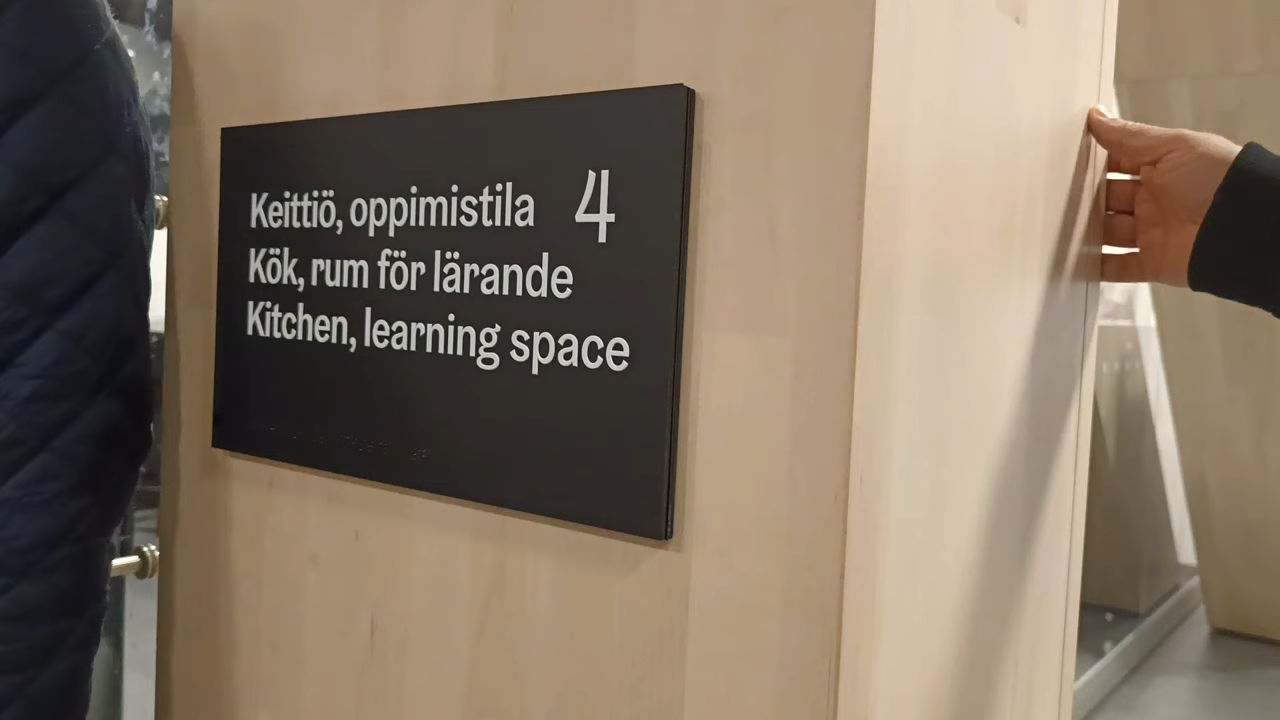 Keittiö, oppimistila 4
Kök, rum för lärande
Kitchen, learning space